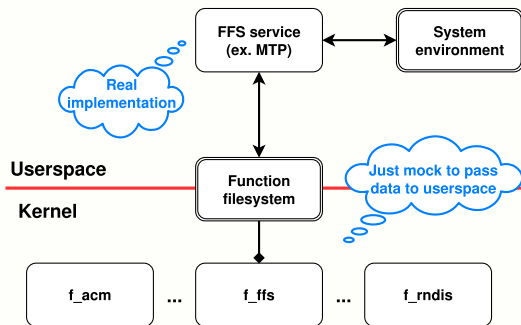 FFS service
(ex. MTP)
System
environment
Real
implementation
Userspace
Function
filesystem
Just mock to pass
data to userspace
Kernel
f_acm
...
f_ffs
...
f_rndis